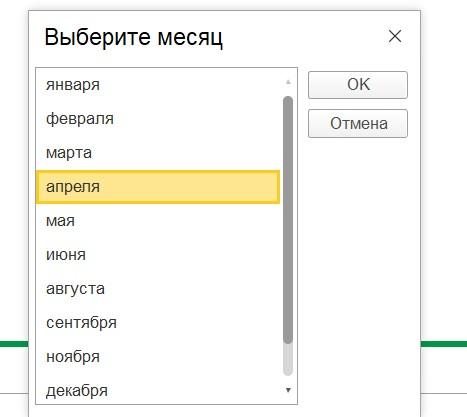 Выберите месяц
января
OK
февраля
Отмена
марта
апреля
мая
июня
августа
сентября
ноября
декабря